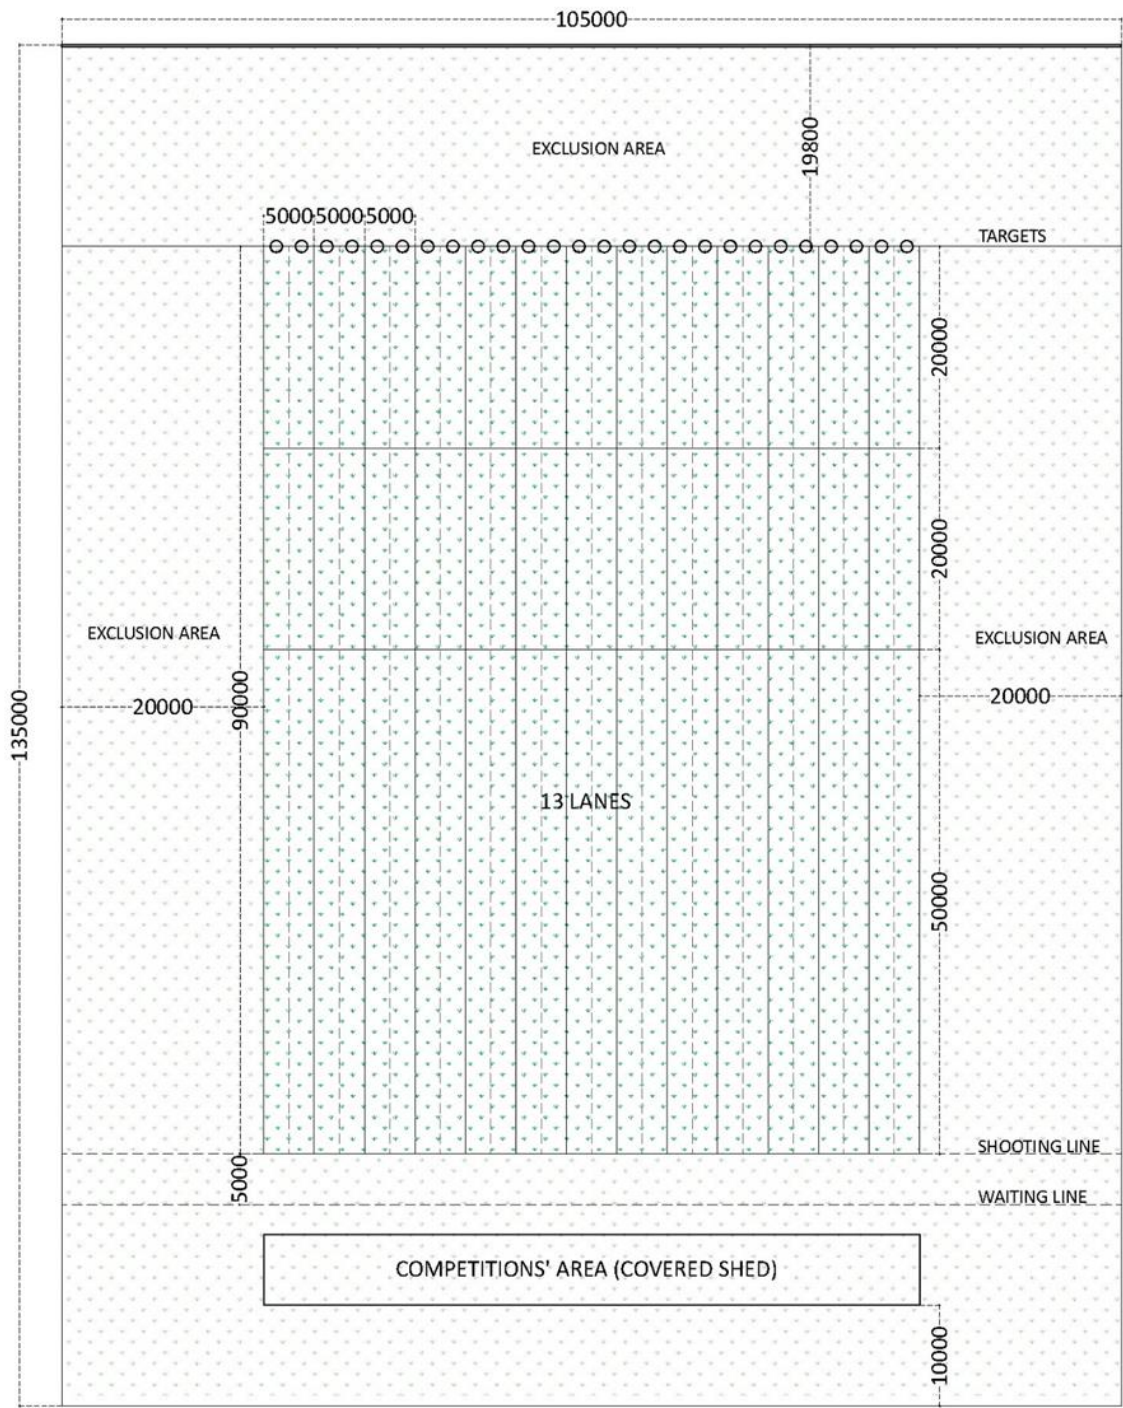 105000
EXCLUSION AREA
19800
5000 5000 5000
TARGETS
20000
20000
EXCLUSION AREA
EXCLUSION AREA
135000
20000
90000
20000
13 LANES
50000
SHOOTING LINE
5000
WAITING LINE
COMPETITIONS' AREA (COVERED SHED)
10000